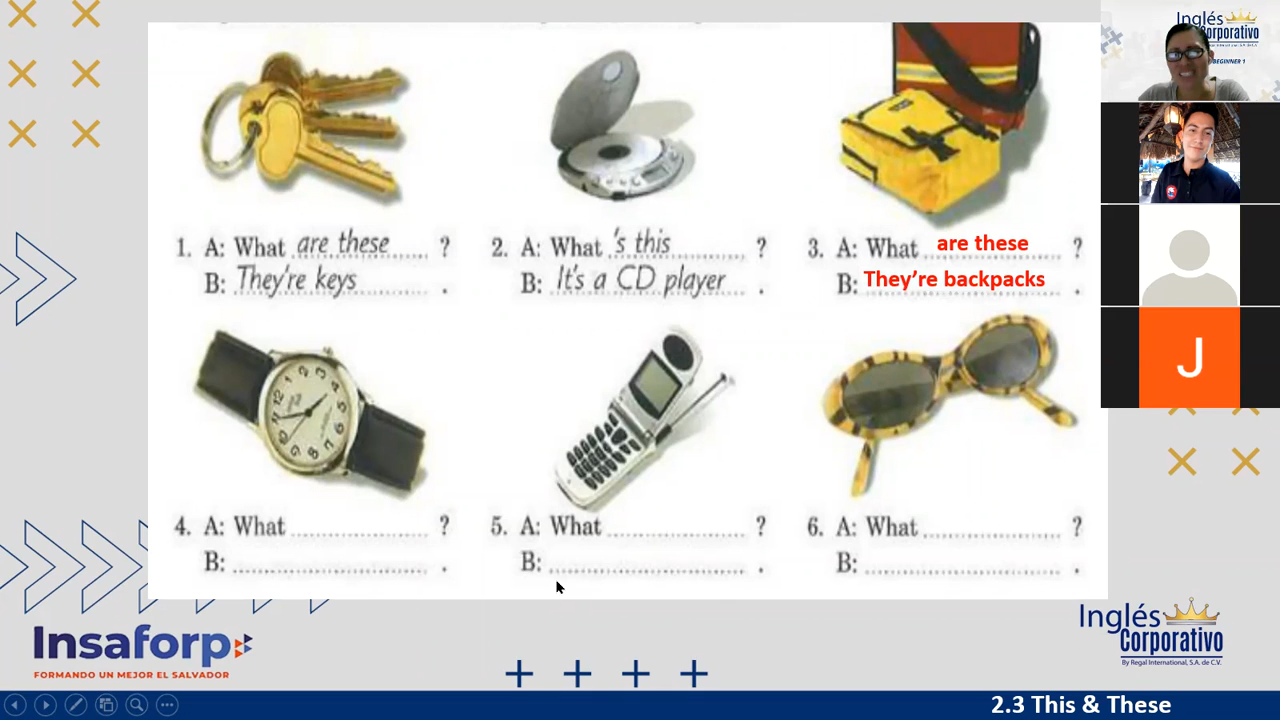 Inglés
Corporativo
BEGINNER 1
1. A: What are these ?
B: They're keys .
2. A: What 's this ?
B: It's a CD player .
3. A: What are these ?
B: They're backpacks .
4. A: What ?
B: .
5. A: What ?
B: .
6. A: What ?
B: .
J
Insaforp
FORMANDO UN MEJOR EL SALVADOR
Inglés
Corporativo
By Regal International, S.A. de C.V.
2.3 This & These